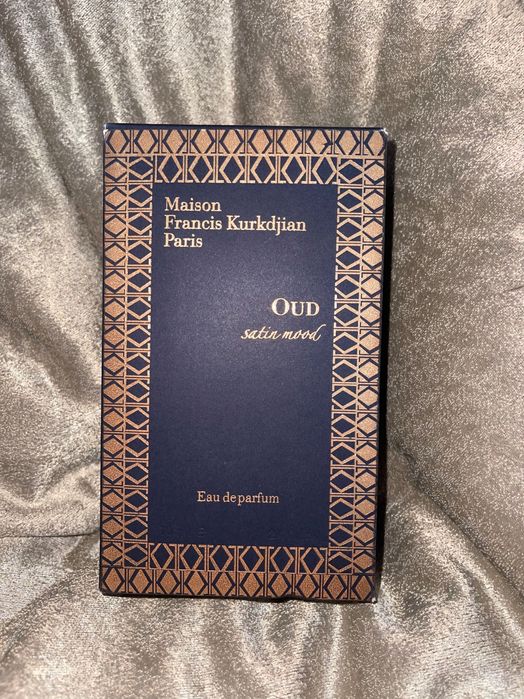 Maison
Francis Kurkdjian
Paris
OUD
satin mood
Eau de parfum